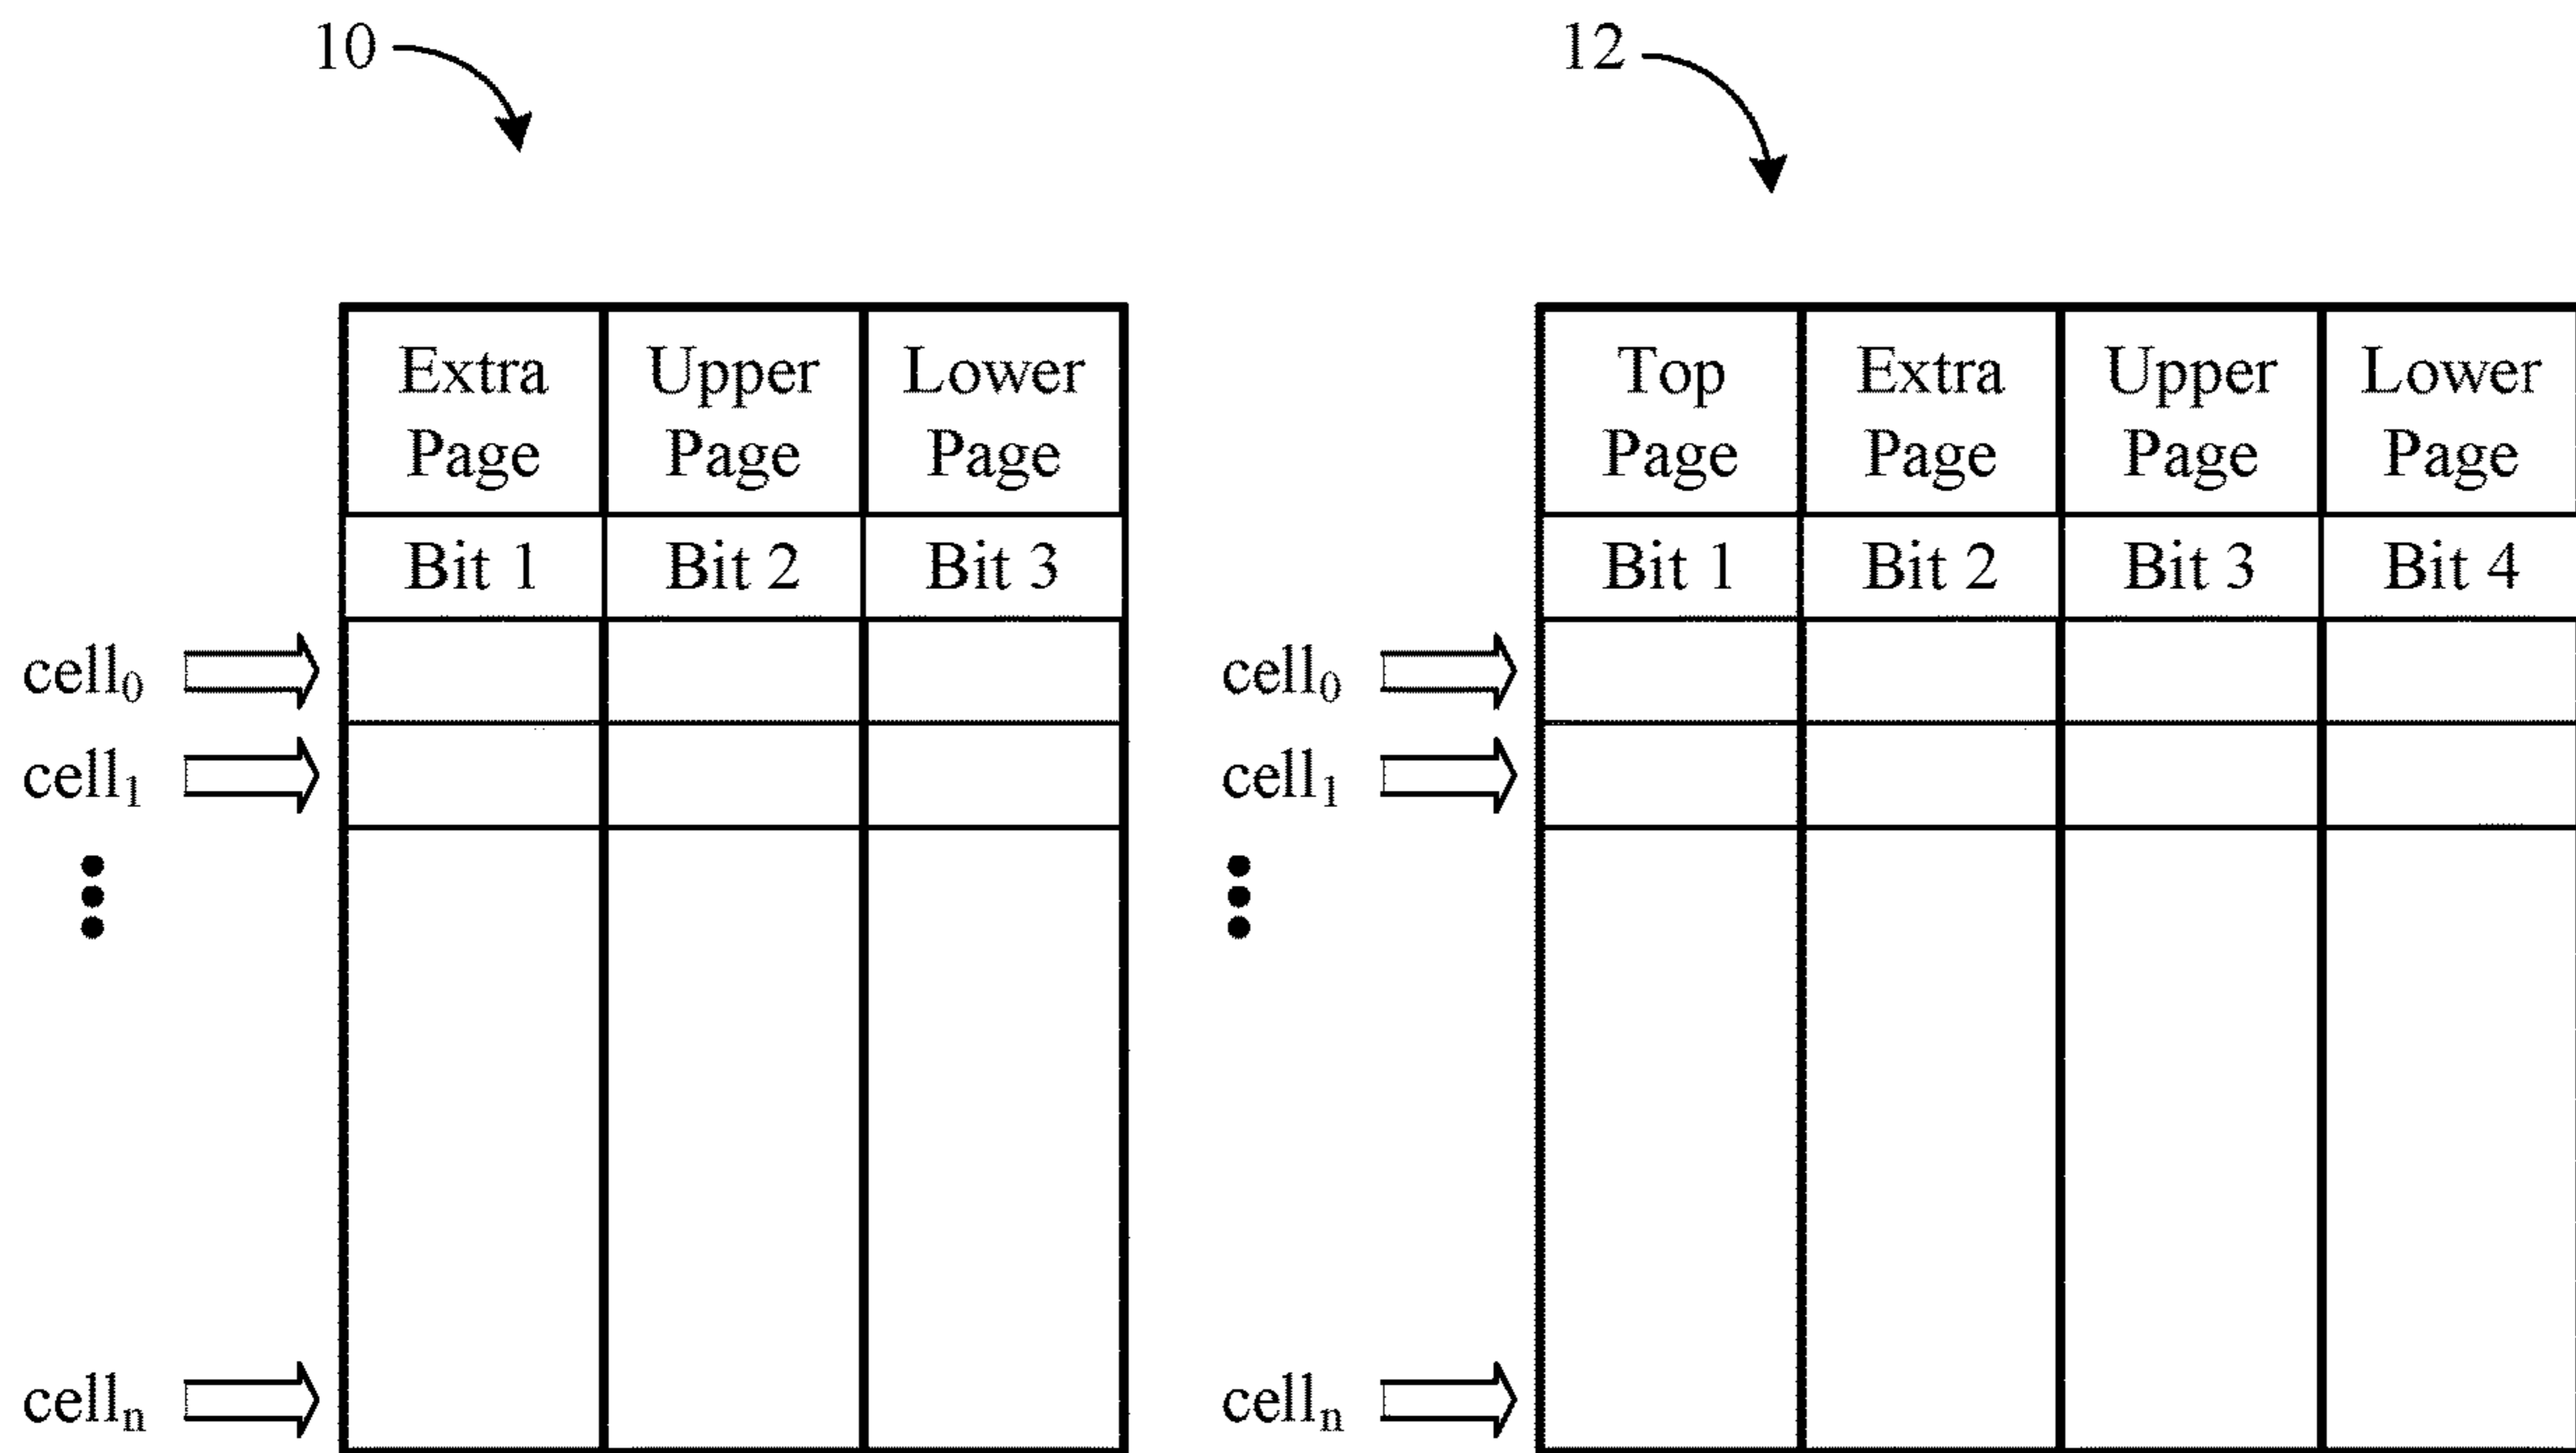 10
Extra Page Upper Page Lower Page
Bit 1 Bit 2 Bit 3
cell₀
cell₁
cellₙ
12
Top Page Extra Page Upper Page Lower Page
Bit 1 Bit 2 Bit 3 Bit 4
cell₀
cell₁
cellₙ